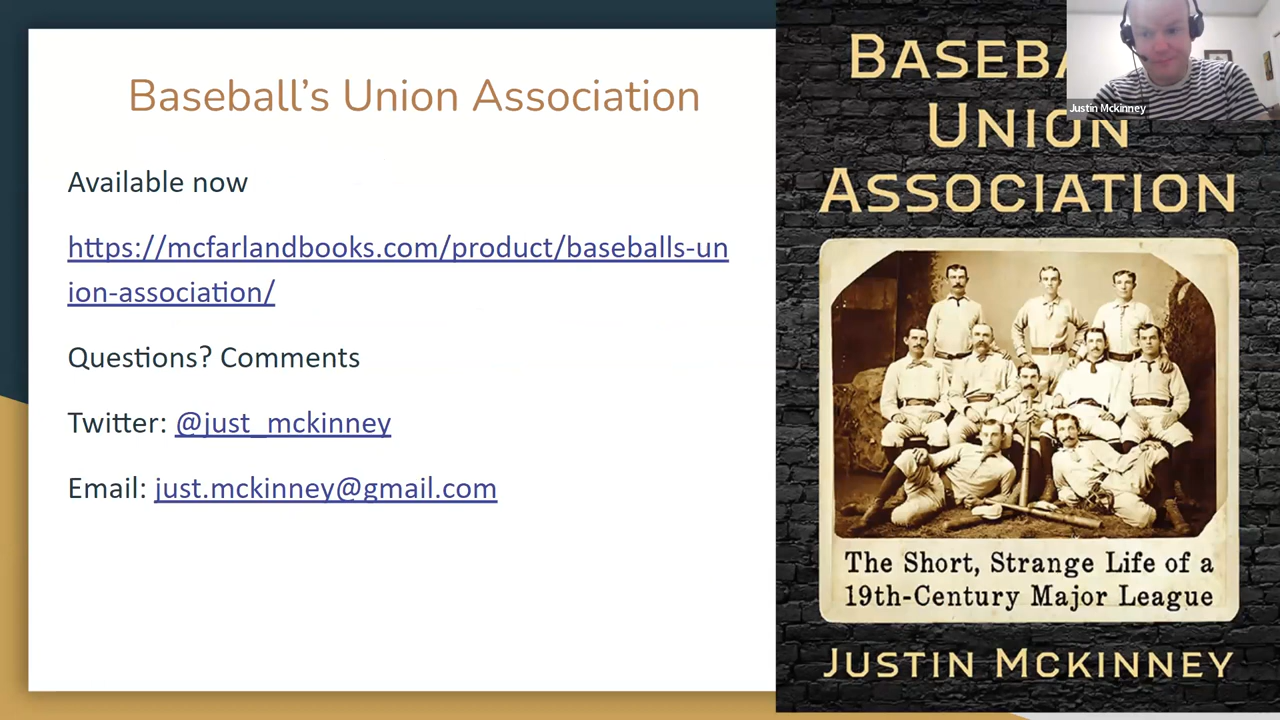 Baseball's Union Association
Available now
https://mcfarlandbooks.com/product/baseballs-un
ion-association/
Questions? Comments
Twitter: @just_mckinney
Email: just.mckinney@gmail.com
Justin Mckinney
UNION
ASSOCIATION
The Short, Strange Life of a
19th-Century Major League
JUSTIN MCKINNEY